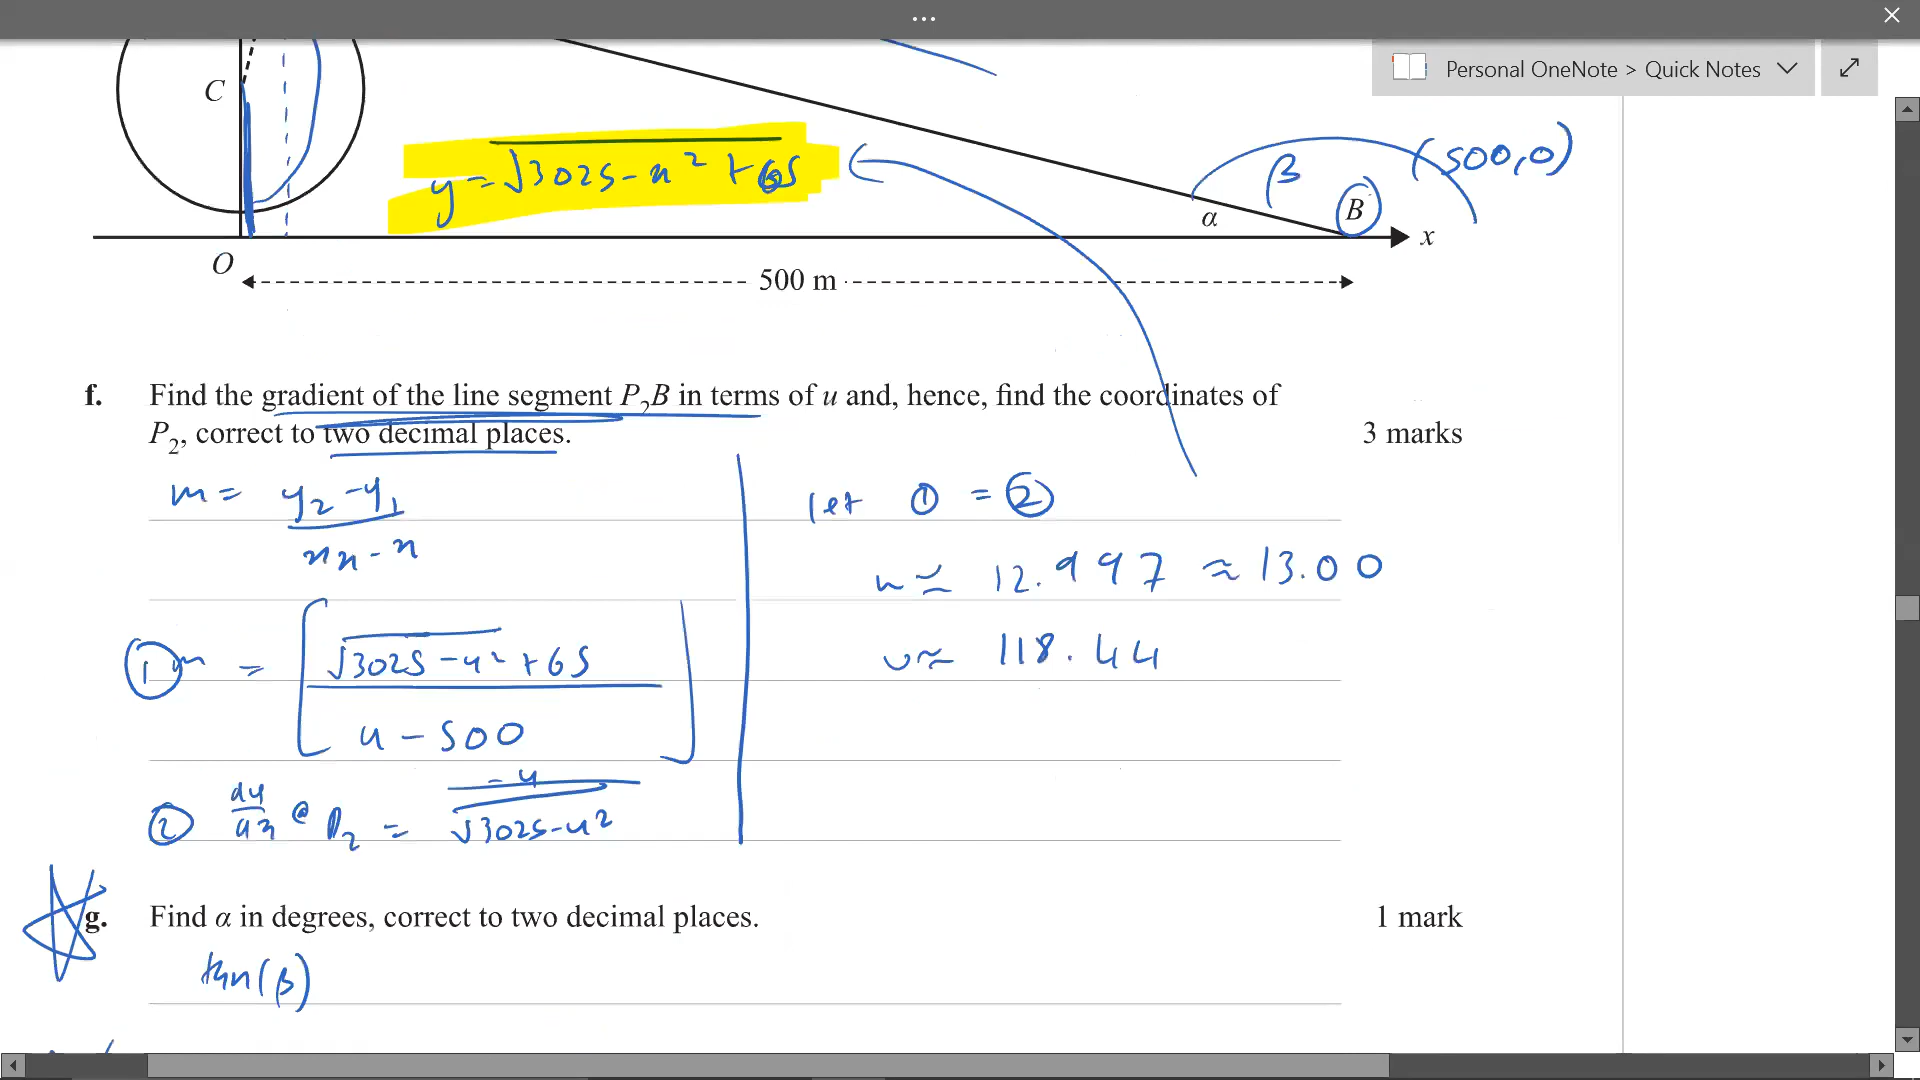 ...
Personal OneNote > Quick Notes
C
y = √3025-x² + 65
β
(500,0)
B
α
x
O
500 m
f. Find the gradient of the line segment P₂B in terms of u and, hence, find the coordinates of
P₂, correct to two decimal places.
3 marks
m = y₂-y₁
x₂-x
let ① = ②
u ≃ 12.997 ≈ 13.00
① m = √3025-u² + 65
u - 500
v ≈ 118.44
② dy/dx @ P₂ = -u
√3025-u²
g. Find α in degrees, correct to two decimal places.
1 mark
tan(β)